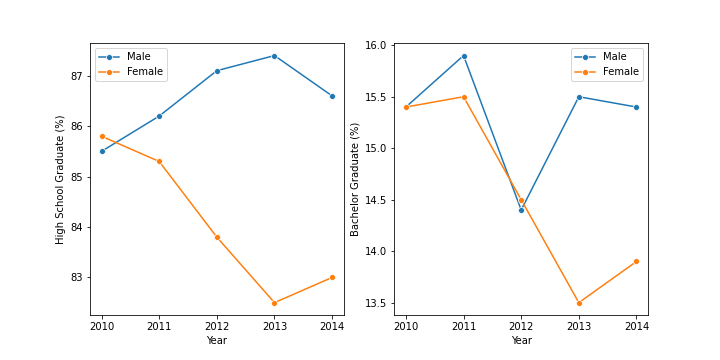 High School Graduate (%)
87
86
85
84
83
Male
Female
2010 2011 2012 2013 2014
Year
Bachelor Graduate (%)
16.0
15.5
15.0
14.5
14.0
13.5
Male
Female
2010 2011 2012 2013 2014
Year